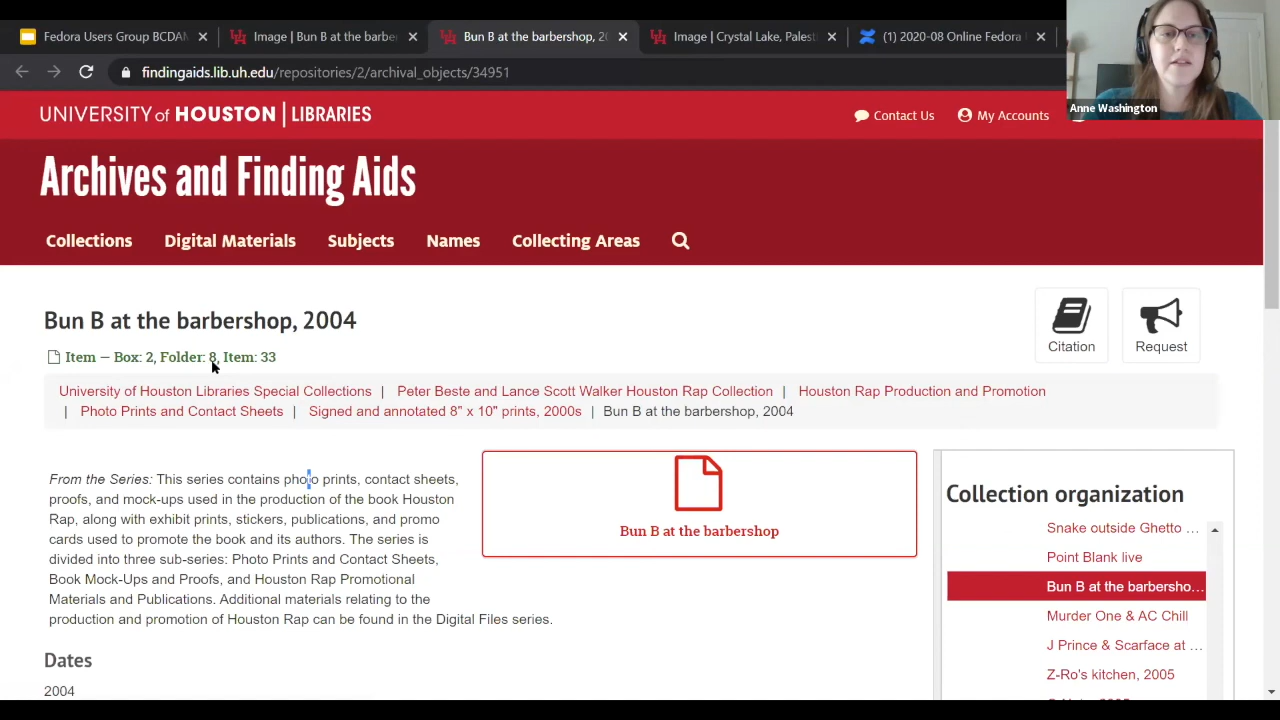 Fedora Users Group BCDAM
Image | Bun B at the barbe
Bun B at the barbershop, 20
Image | Crystal Lake, Palest
(1) 2020-08 Online Fedora
findingaids.lib.uh.edu/repositories/2/archival_objects/34951
Anne Washington
UNIVERSITY of HOUSTON | LIBRARIES
Contact Us
My Accounts
Archives and Finding Aids
Collections
Digital Materials
Subjects
Names
Collecting Areas
Bun B at the barbershop, 2004
Citation
Request
Item — Box: 2, Folder: 8, Item: 33
University of Houston Libraries Special Collections | Peter Beste and Lance Scott Walker Houston Rap Collection | Houston Rap Production and Promotion
| Photo Prints and Contact Sheets | Signed and annotated 8" x 10" prints, 2000s | Bun B at the barbershop, 2004
From the Series: This series contains photo prints, contact sheets,
proofs, and mock-ups used in the production of the book Houston
Rap, along with exhibit prints, stickers, publications, and promo
cards used to promote the book and its authors. The series is
divided into three sub-series: Photo Prints and Contact Sheets,
Book Mock-Ups and Proofs, and Houston Rap Promotional
Materials and Publications. Additional materials relating to the
production and promotion of Houston Rap can be found in the Digital Files series.
Bun B at the barbershop
Collection organization
Snake outside Ghetto ...
Point Blank live
Bun B at the barbersho...
Murder One & AC Chill
J Prince & Scarface at ...
Z-Ro's kitchen, 2005
Dates
2004